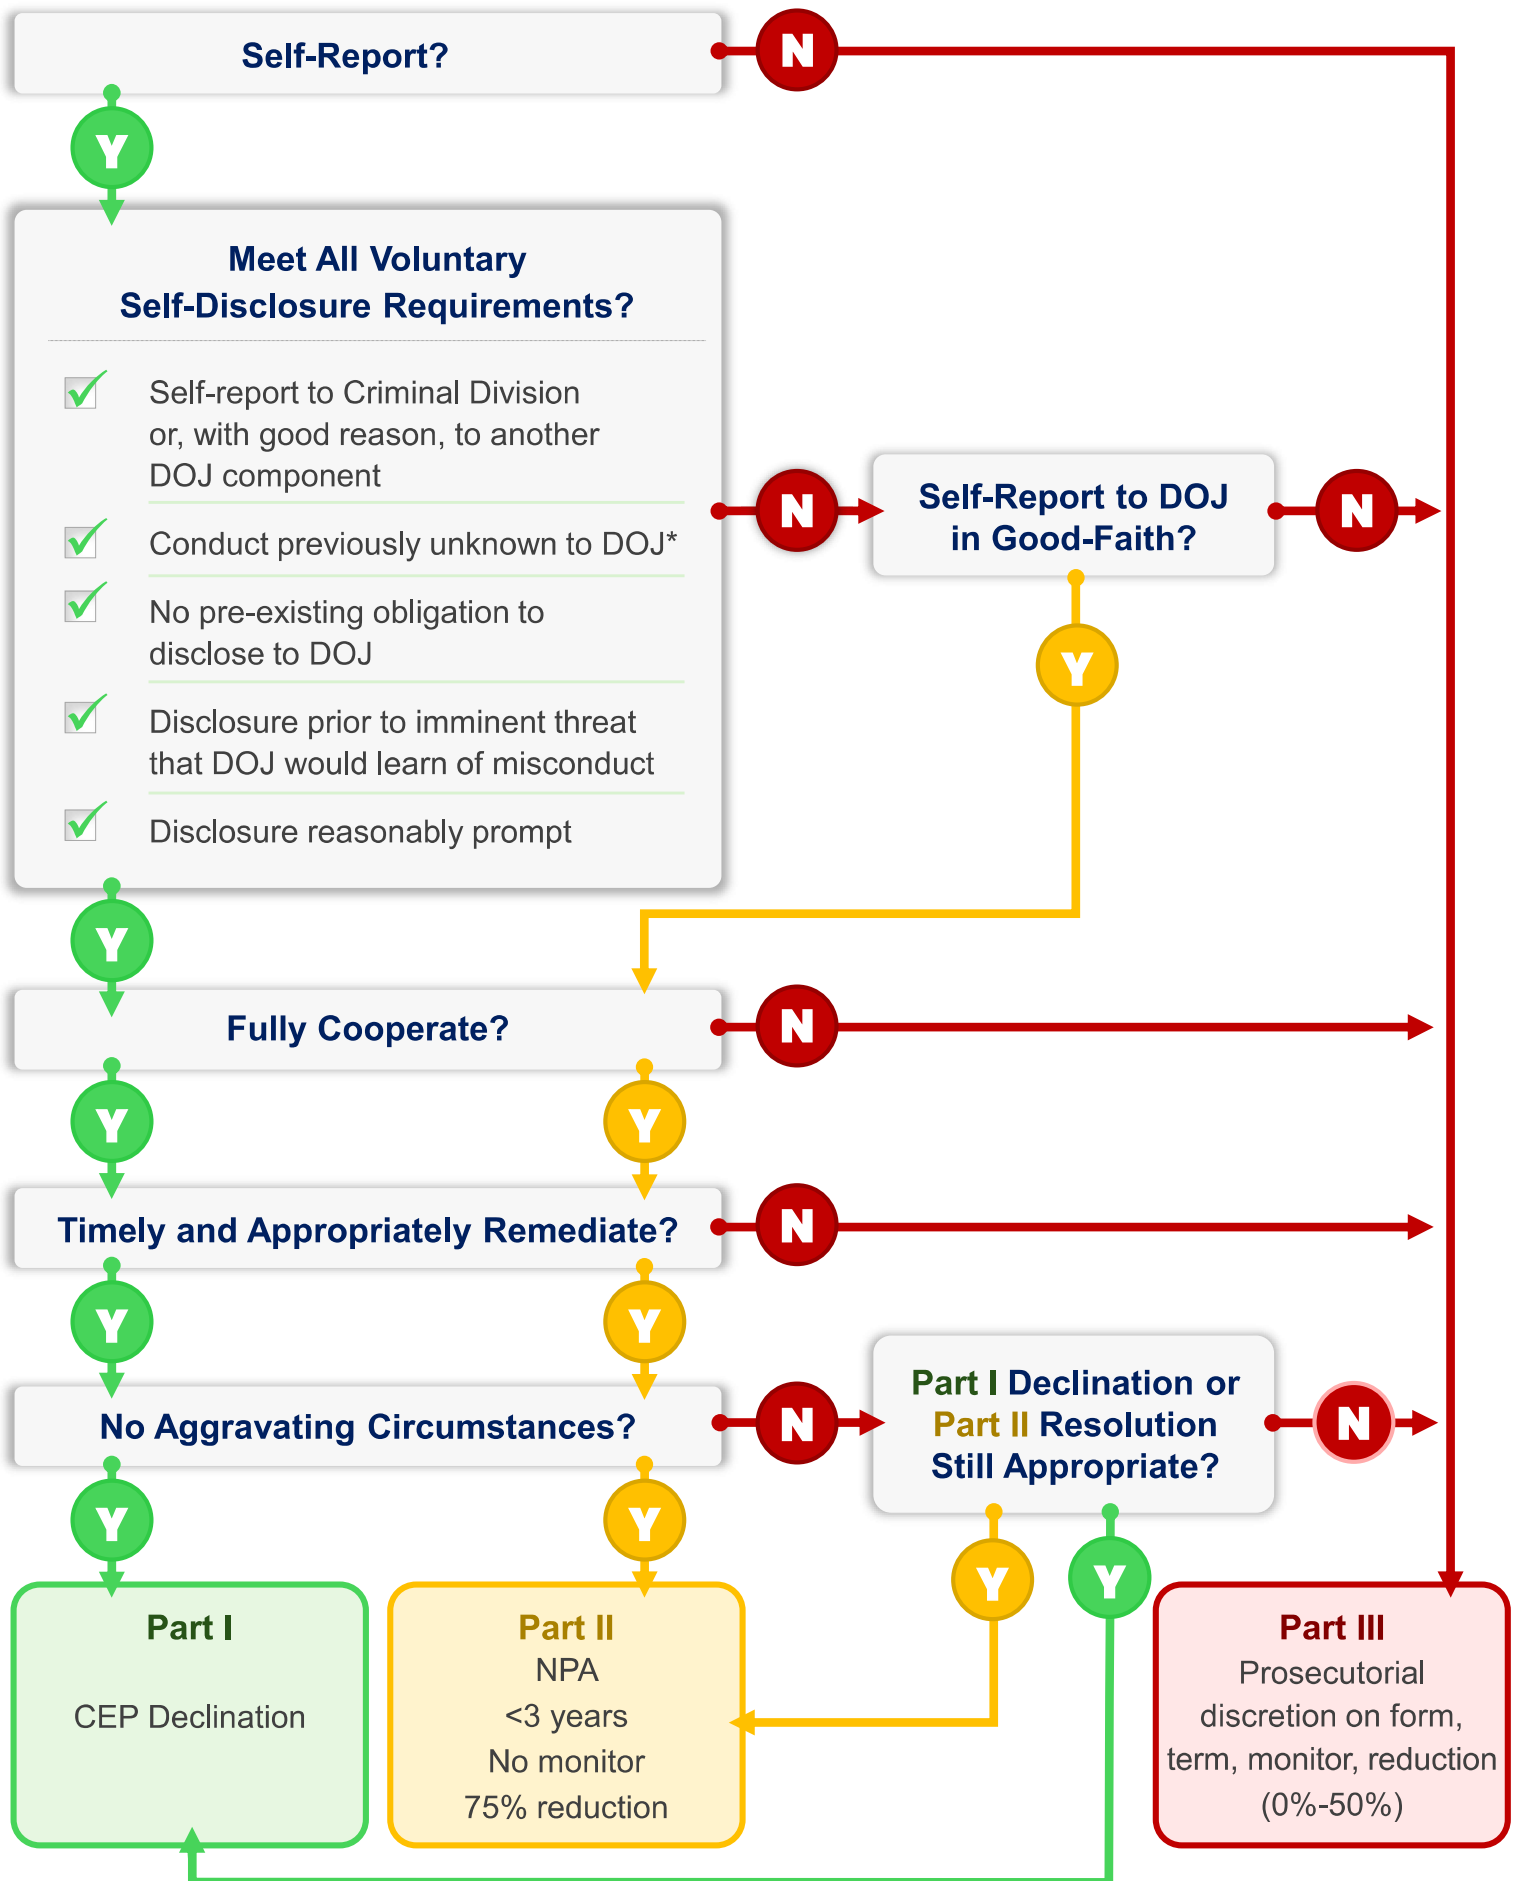 Self-Report?
N
Y
Meet All Voluntary
Self-Disclosure Requirements?
Self-report to Criminal Division
or, with good reason, to another
DOJ component
Conduct previously unknown to DOJ*
No pre-existing obligation to
disclose to DOJ
Disclosure prior to imminent threat
that DOJ would learn of misconduct
Disclosure reasonably prompt
N
Self-Report to DOJ
in Good-Faith?
N
Y
Y
Fully Cooperate?
N
Y
Y
Timely and Appropriately Remediate?
N
Y
Y
No Aggravating Circumstances?
N
Part I Declination or
Part II Resolution
Still Appropriate?
N
Y
Y
Y
Y
Part I
CEP Declination
Part II
NPA
<3 years
No monitor
75% reduction
Part III
Prosecutorial
discretion on form,
term, monitor, reduction
(0%-50%)